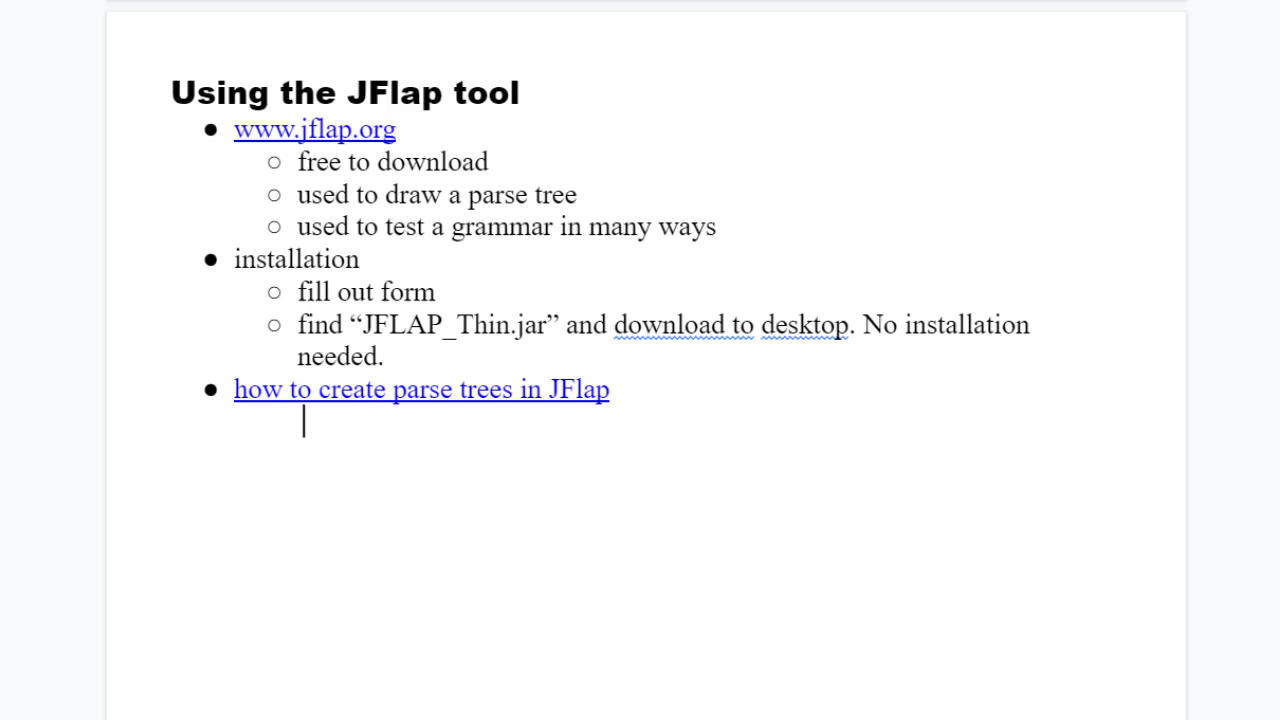 Using the JFlap tool
● www.jflap.org
○ free to download
○ used to draw a parse tree
○ used to test a grammar in many ways
● installation
○ fill out form
○ find “JFLAP_Thin.jar” and download to desktop. No installation
needed.
● how to create parse trees in JFlap